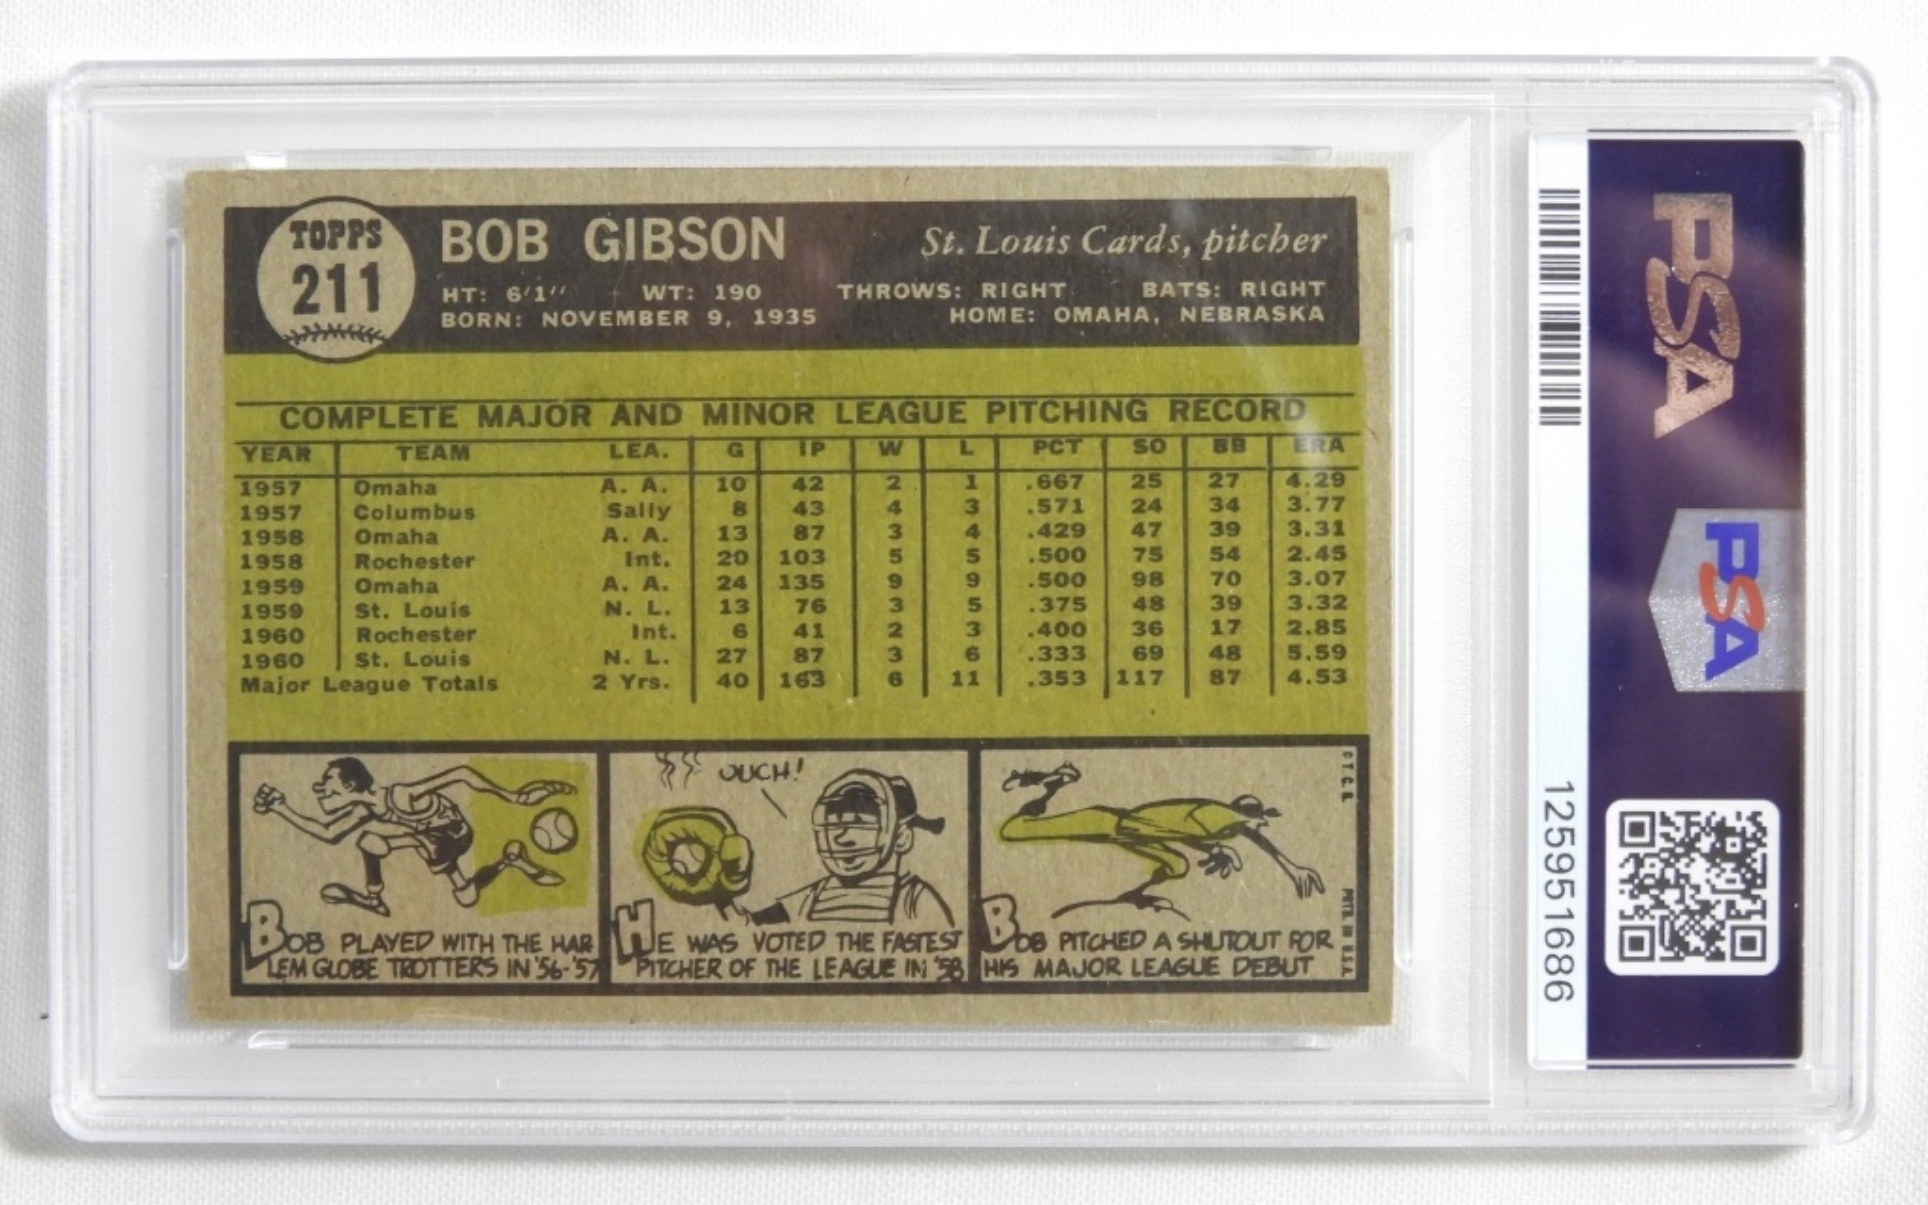 TOPPS
211
BOB GIBSON
St. Louis Cards, pitcher
HT: 6'1" WT: 190 THROWS: RIGHT BATS: RIGHT
BORN: NOVEMBER 9, 1935 HOME: OMAHA, NEBRASKA
COMPLETE MAJOR AND MINOR LEAGUE PITCHING RECORD
YEAR TEAM LEA. G IP W L PCT SO BB ERA
1957 Omaha A. A. 10 42 2 1 .667 25 27 4.29
1957 Columbus Sally 8 43 4 3 .571 24 34 3.77
1958 Omaha A. A. 13 87 3 4 .429 47 39 3.31
1958 Rochester Int. 20 103 5 5 .500 75 54 2.45
1959 Omaha A. A. 24 135 9 9 .500 98 70 3.07
1959 St. Louis N. L. 13 76 3 5 .375 48 39 3.32
1960 Rochester Int. 6 41 2 3 .400 36 17 2.85
1960 St. Louis N. L. 27 87 3 6 .333 69 48 5.59
Major League Totals 2 Yrs. 40 163 6 11 .353 117 87 4.53
BOB PLAYED WITH THE HAR
LEM GLOBE TROTTERS IN '56-'57
OUCH!
HE WAS VOTED THE FASTEST
PITCHER OF THE LEAGUE IN '58
BOB PITCHED A SHUTOUT FOR
HIS MAJOR LEAGUE DEBUT
© T.C.G.
PRTD. IN U.S.A.
PSA
PSA
125951686